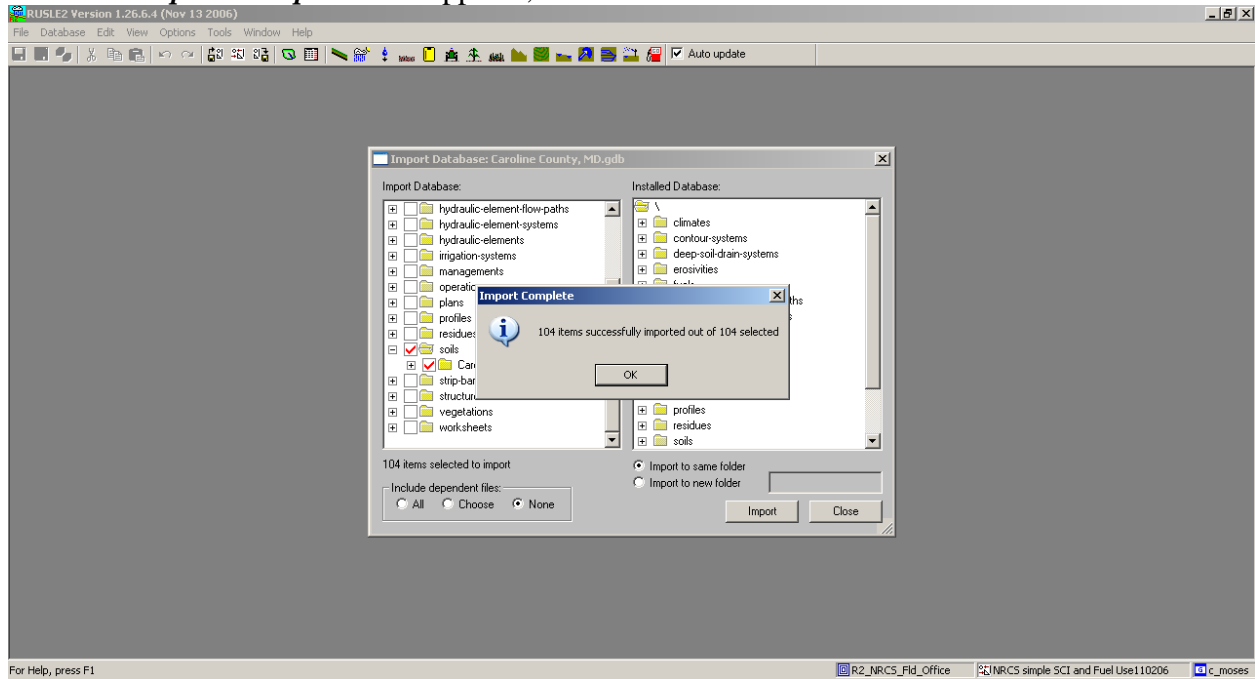 RUSLE2 Version 1.26.6.4 (Nov 13 2006)
File Database Edit View Options Tools Window Help
Auto update
Import Database: Caroline County, MD.gdb
Import Database:
hydraulic-element-flow-paths
hydraulic-element-systems
hydraulic-elements
irrigation-systems
managements
operatio
plans
profiles
residues
soils
Car
strip-bar
structure
vegetations
worksheets
104 items selected to import
Include dependent files:
All Choose None
Installed Database:
\
climates
contour-systems
deep-soil-drain-systems
erosivities
ths
s
profiles
residues
soils
Import to same folder
Import to new folder
Import Close
Import Complete
104 items successfully imported out of 104 selected
OK
For Help, press F1
R2_NRCS_Fld_Office NRCS simple SCI and Fuel Use110206 c_moses